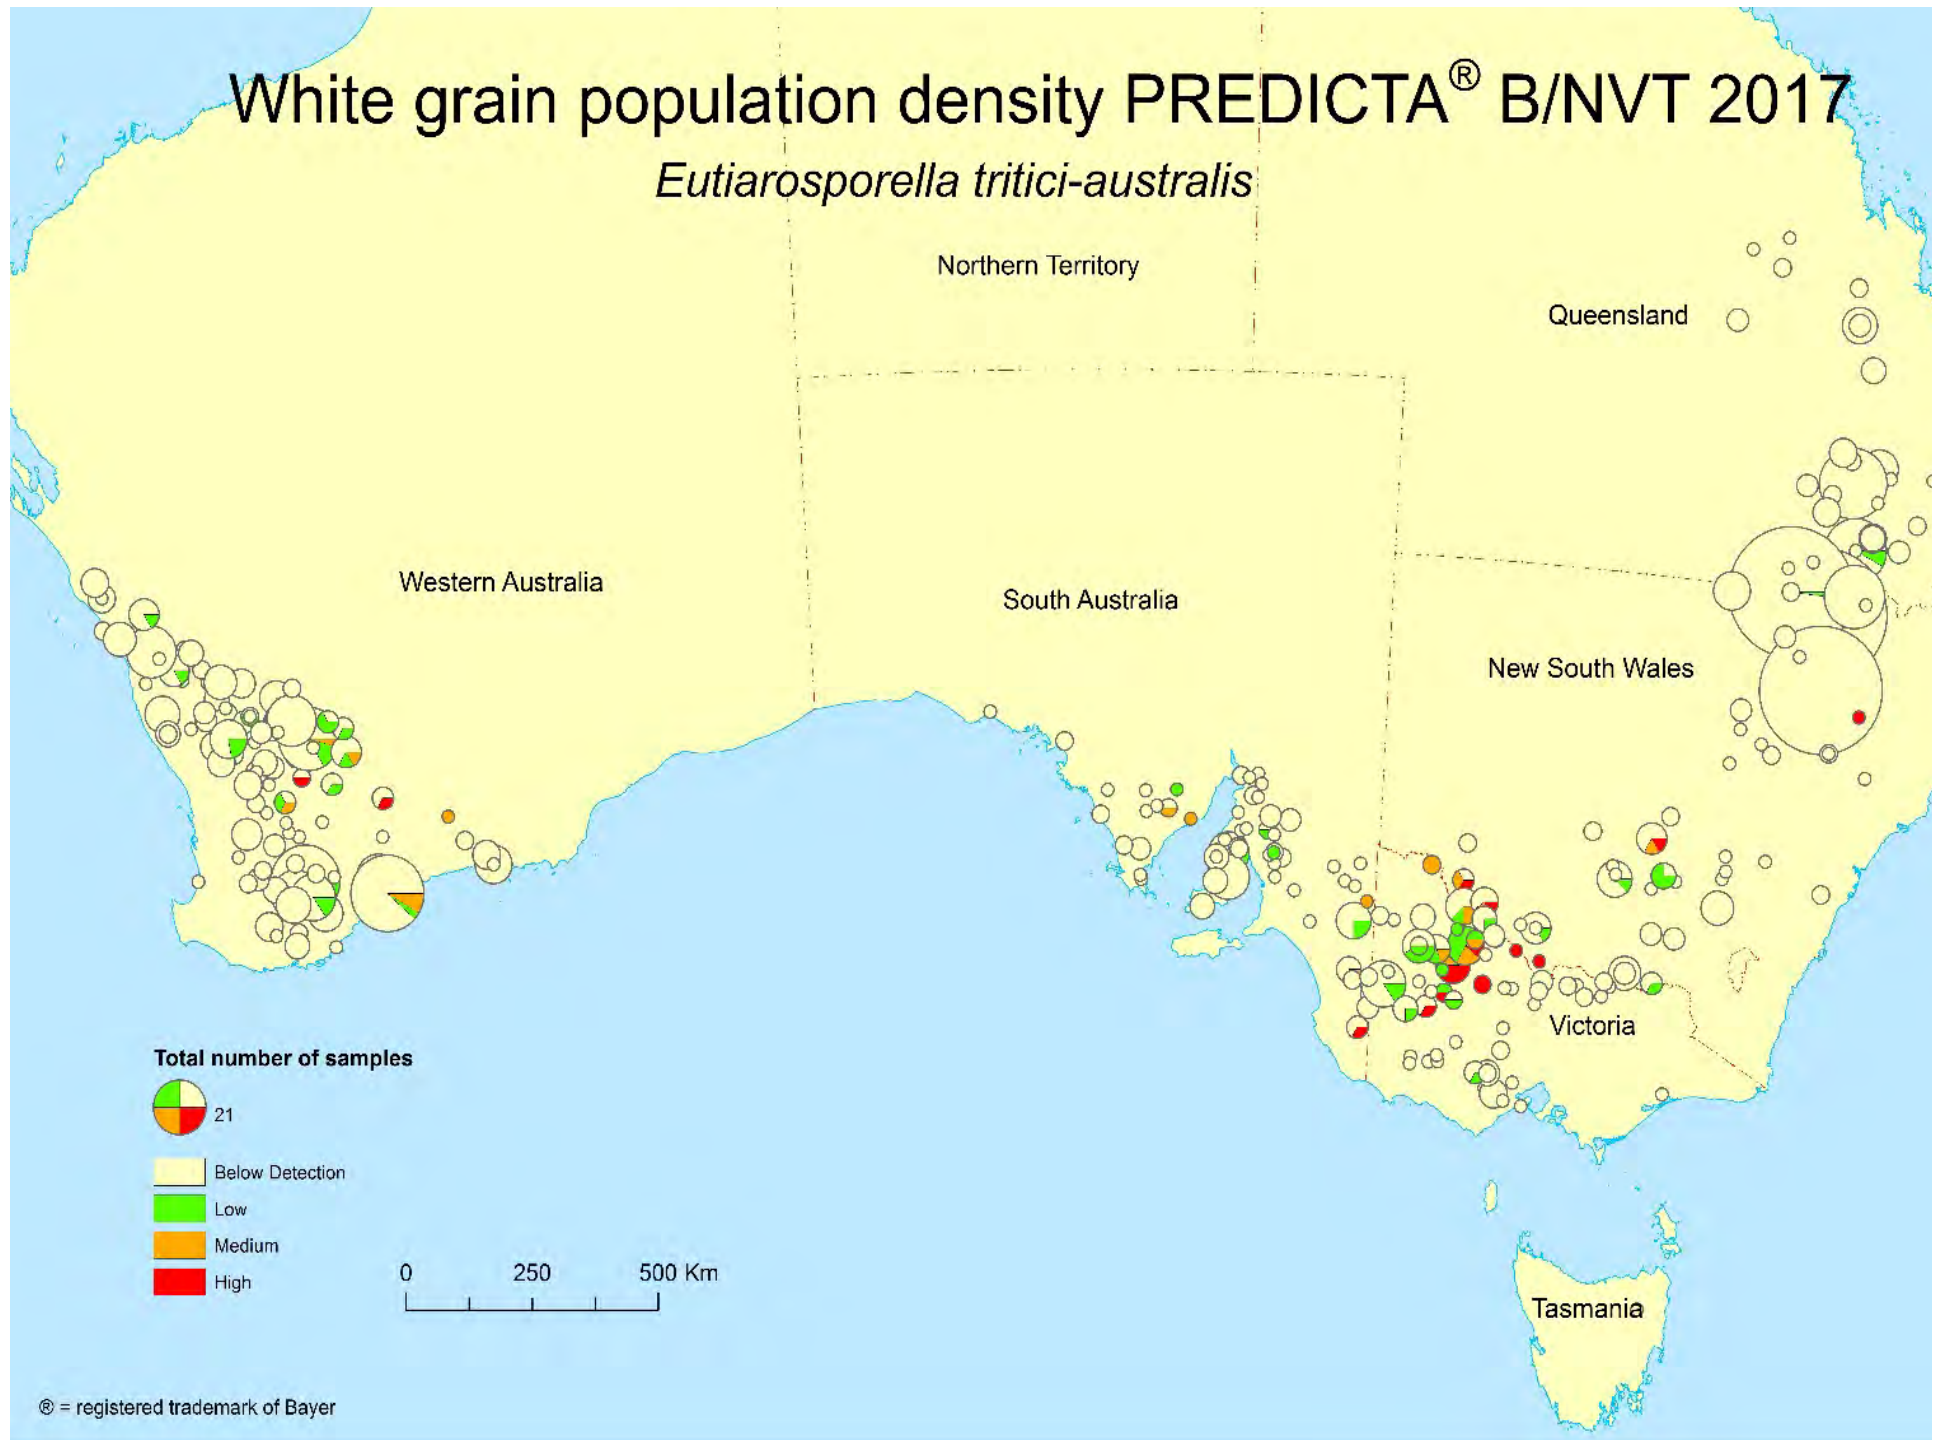 White grain population density PREDICTA® B/NVT 2017
Eutiarosporella tritici-australis
Northern Territory
Queensland
Western Australia
South Australia
New South Wales
Victoria
Total number of samples
21
Below Detection
Low
Medium
High
0 250 500 Km
Tasmania
® = registered trademark of Bayer